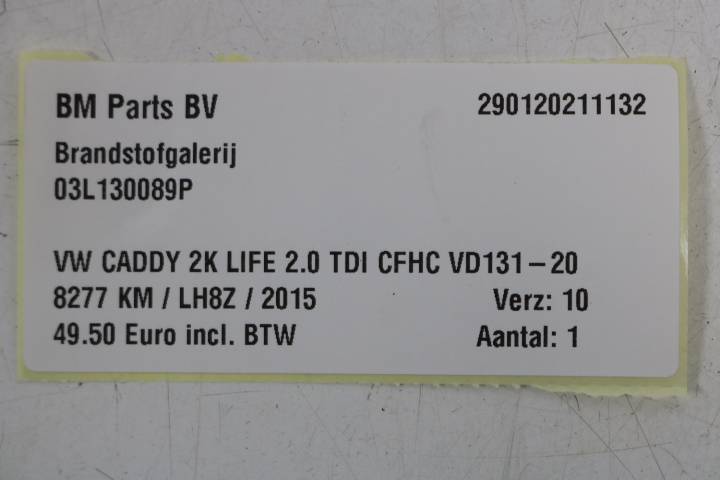 BM Parts BV 290120211132
Brandstofgalerij
03L130089P
VW CADDY 2K LIFE 2.0 TDI CFHC VD131-20
8277 KM / LH8Z / 2015 Verz: 10
49.50 Euro incl. BTW Aantal: 1